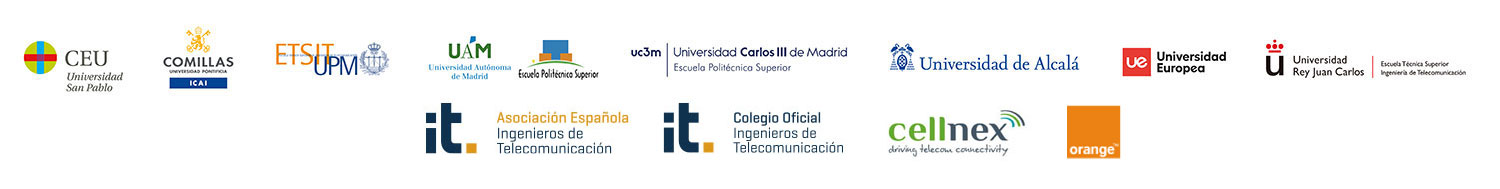 CEU
Universidad
San Pablo
COMILLAS
UNIVERSIDAD PONTIFICIA
ICAI
ETSIT
UPM
UAM
Universidad Autónoma
de Madrid
Escuela Politécnica Superior
uc3m
Universidad Carlos III de Madrid
Escuela Politécnica Superior
Universidad de Alcalá
ue
Universidad
Europea
u
Universidad
Rey Juan Carlos
Escuela Técnica Superior
Ingeniería de Telecomunicación
it.
Asociación Española
Ingenieros de
Telecomunicación
it.
Colegio Oficial
Ingenieros de
Telecomunicación
cellnex
driving telecom connectivity
orange™